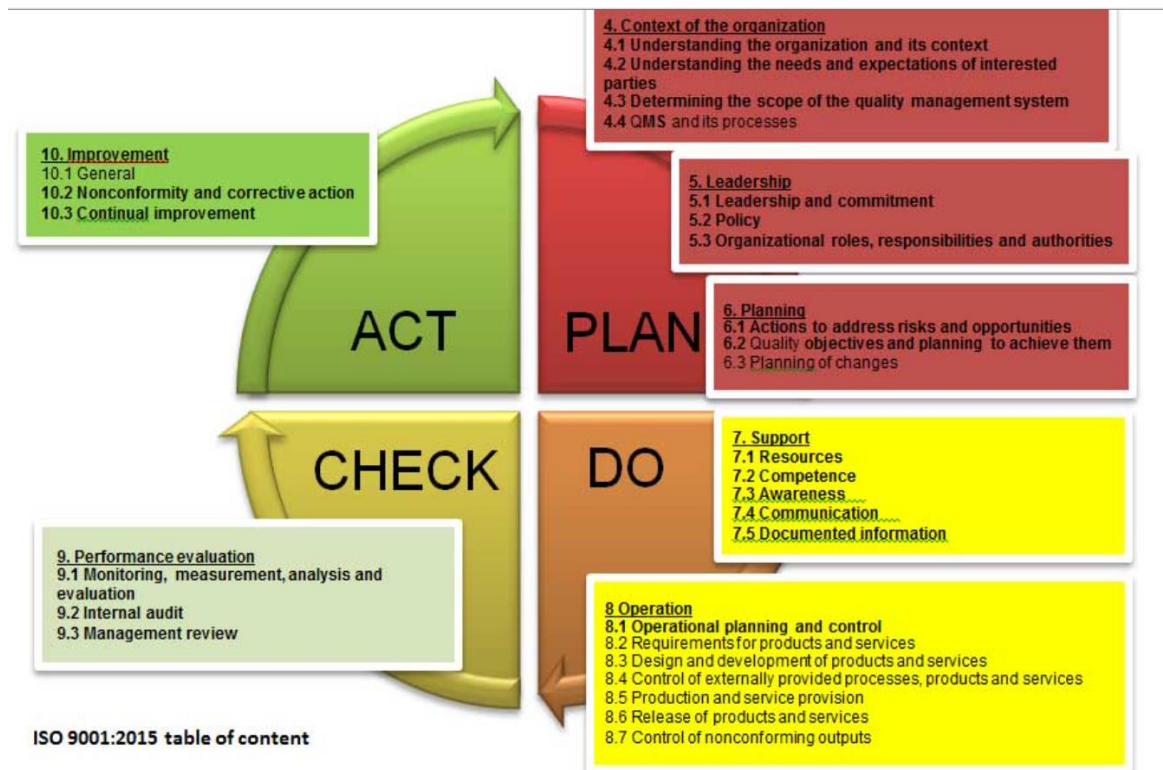 4. Context of the organization
4.1 Understanding the organization and its context
4.2 Understanding the needs and expectations of interested
parties
4.3 Determining the scope of the quality management system
4.4 QMS and its processes
10. Improvement
10.1 General
10.2 Nonconformity and corrective action
10.3 Continual improvement
5. Leadership
5.1 Leadership and commitment
5.2 Policy
5.3 Organizational roles, responsibilities and authorities
ACT
PLAN
6. Planning
6.1 Actions to address risks and opportunities
6.2 Quality objectives and planning to achieve them
6.3 Planning of changes
CHECK
DO
7. Support
7.1 Resources
7.2 Competence
7.3 Awareness
7.4 Communication
7.5 Documented information
9. Performance evaluation
9.1 Monitoring, measurement, analysis and
evaluation
9.2 Internal audit
9.3 Management review
8 Operation
8.1 Operational planning and control
8.2 Requirements for products and services
8.3 Design and development of products and services
8.4 Control of externally provided processes, products and services
8.5 Production and service provision
8.6 Release of products and services
8.7 Control of nonconforming outputs
ISO 9001:2015 table of content